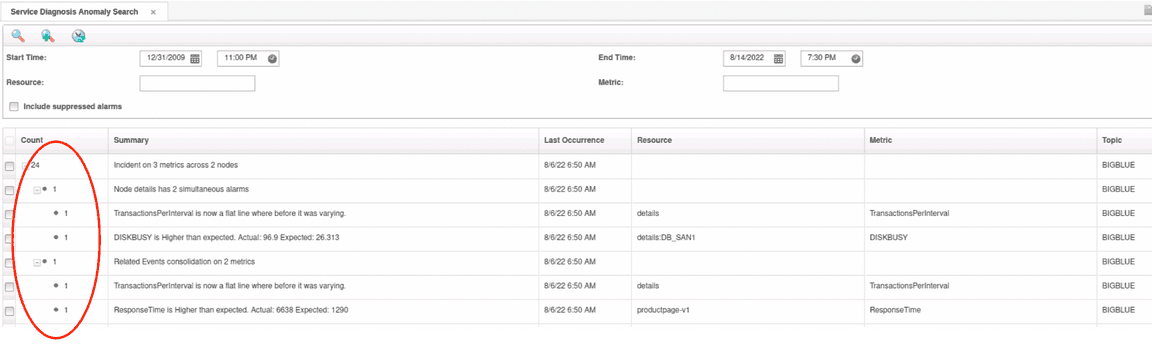 Service Diagnosis Anomaly Search ×
Start Time: 12/31/2009 11:00 PM End Time: 8/14/2022 7:30 PM
Resource: Metric:
Include suppressed alarms
Count Summary Last Occurrence Resource Metric Topic
24 Incident on 3 metrics across 2 nodes 8/6/22 6:50 AM BIGBLUE
1 Node details has 2 simultaneous alarms 8/6/22 6:50 AM BIGBLUE
1 TransactionsPerInterval is now a flat line where before it was varying. 8/6/22 6:50 AM details TransactionsPerInterval BIGBLUE
1 DISKBUSY is Higher than expected. Actual: 96.9 Expected: 26.313 8/6/22 6:50 AM details:DB_SAN1 DISKBUSY BIGBLUE
1 Related Events consolidation on 2 metrics 8/6/22 6:50 AM BIGBLUE
1 TransactionsPerInterval is now a flat line where before it was varying. 8/6/22 6:50 AM details TransactionsPerInterval BIGBLUE
1 ResponseTime is Higher than expected. Actual: 6638 Expected: 1290 8/6/22 6:50 AM productpage-v1 ResponseTime BIGBLUE